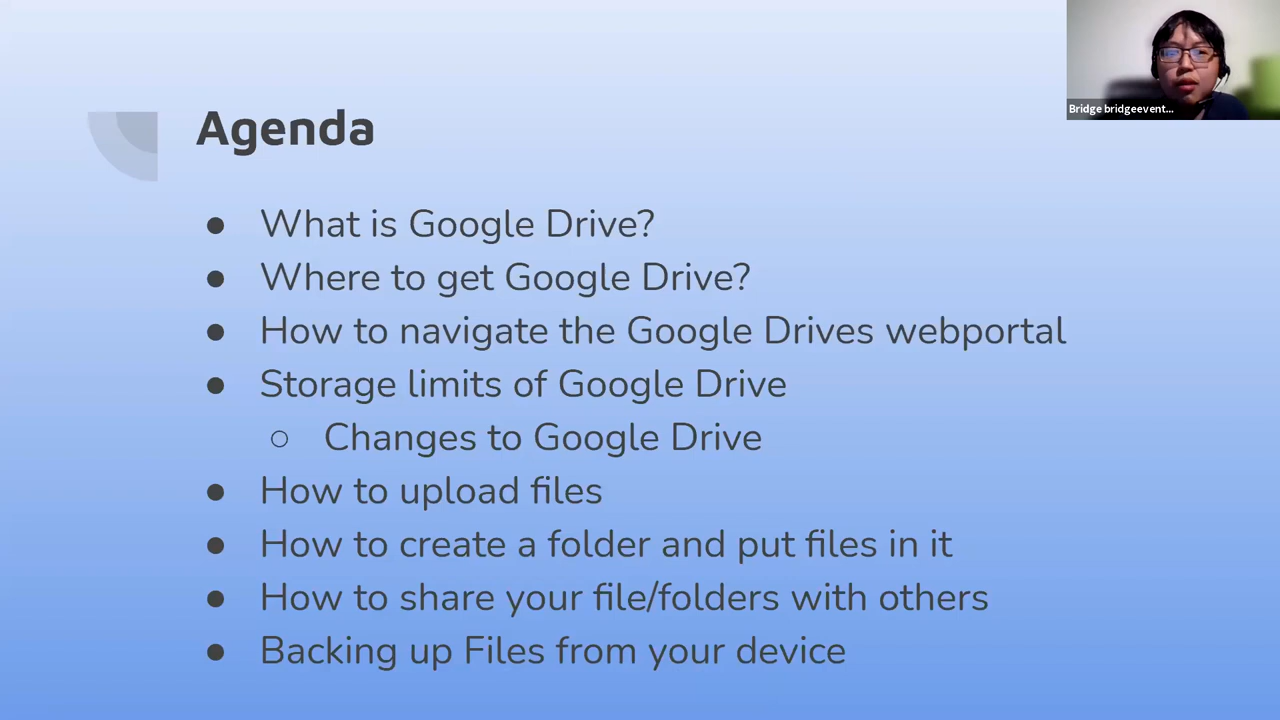 Bridge bridgeevent...
Agenda
● What is Google Drive?
● Where to get Google Drive?
● How to navigate the Google Drives webportal
● Storage limits of Google Drive
○ Changes to Google Drive
● How to upload files
● How to create a folder and put files in it
● How to share your file/folders with others
● Backing up Files from your device